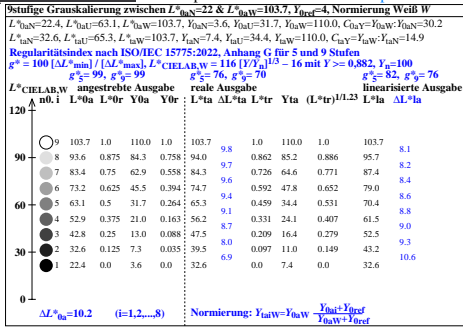 9stufige Graukalierung zwischen L*0aN=22 & L*0aW=103.7, Y0ref=4, Normierung Weiß W
L*0aN=22.4, L*0aU=63.1, L*0aW=103.7, Y0aN=3.6, Y0aU=31.7, Y0aW=110.0, C0aY=Y0aW:Y0aN=30.2
L*taN=32.6, L*taU=65.3, L*taW=103.7, YtaN=7.4, YtaU=34.4, YtaW=110.0, CtaY=YtaW:YtaN=14.9
Regularitätsindex nach ISO/IEC 15775:2022, Anhang G für 5 und 9 Stufen
g* = 100 [ΔL*min] / [ΔL*max], L*CIELAB,W = 116 [Y/Yn]1/3 – 16 mit Y >= 0,882, Yn=100
g*5= 99, g*9= 99 g*5= 76, g*9= 70 g*5= 82, g*9= 76
L*CIELAB,W angestrebte Ausgabe reale Ausgabe linearisierte Ausgabe
n0. i L*0a L*0r Y0a Y0r L*ta ΔL*ta L*tr Yta (L*tr)1/1.23 L*la ΔL*la
120
9 103.7 1.0 110.0 1.0 103.7 1.0 110.0 1.0 103.7
9.8 8.1
8 93.6 0.875 84.3 0.758 94.0 0.862 85.2 0.886 95.7
9.7 8.2
90
7 83.4 0.75 62.9 0.558 84.3 0.728 64.6 0.771 87.4
9.6 8.4
6 73.2 0.625 45.5 0.394 74.7 0.592 47.8 0.652 79.0
9.4 8.6
60
5 63.1 0.5 31.7 0.264 65.3 0.459 34.4 0.531 70.4
9.1 8.8
4 52.9 0.375 21.0 0.163 56.2 0.331 24.1 0.407 61.5
8.7 9.0
3 42.8 0.25 13.0 0.088 47.5 0.209 16.4 0.279 52.5
8.0 9.3
30
2 32.6 0.125 7.3 0.035 39.5 0.097 11.0 0.149 43.2
6.9 10.6
1 22.4 0.0 3.6 0.0 32.6 0.0 7.4 0.0 32.6
0
ΔL*0a=10.2 (i=1,2,...,8) Normierung: YtaiW=Y0aW Y0ai+Y0ref
Y0aW+Y0ref